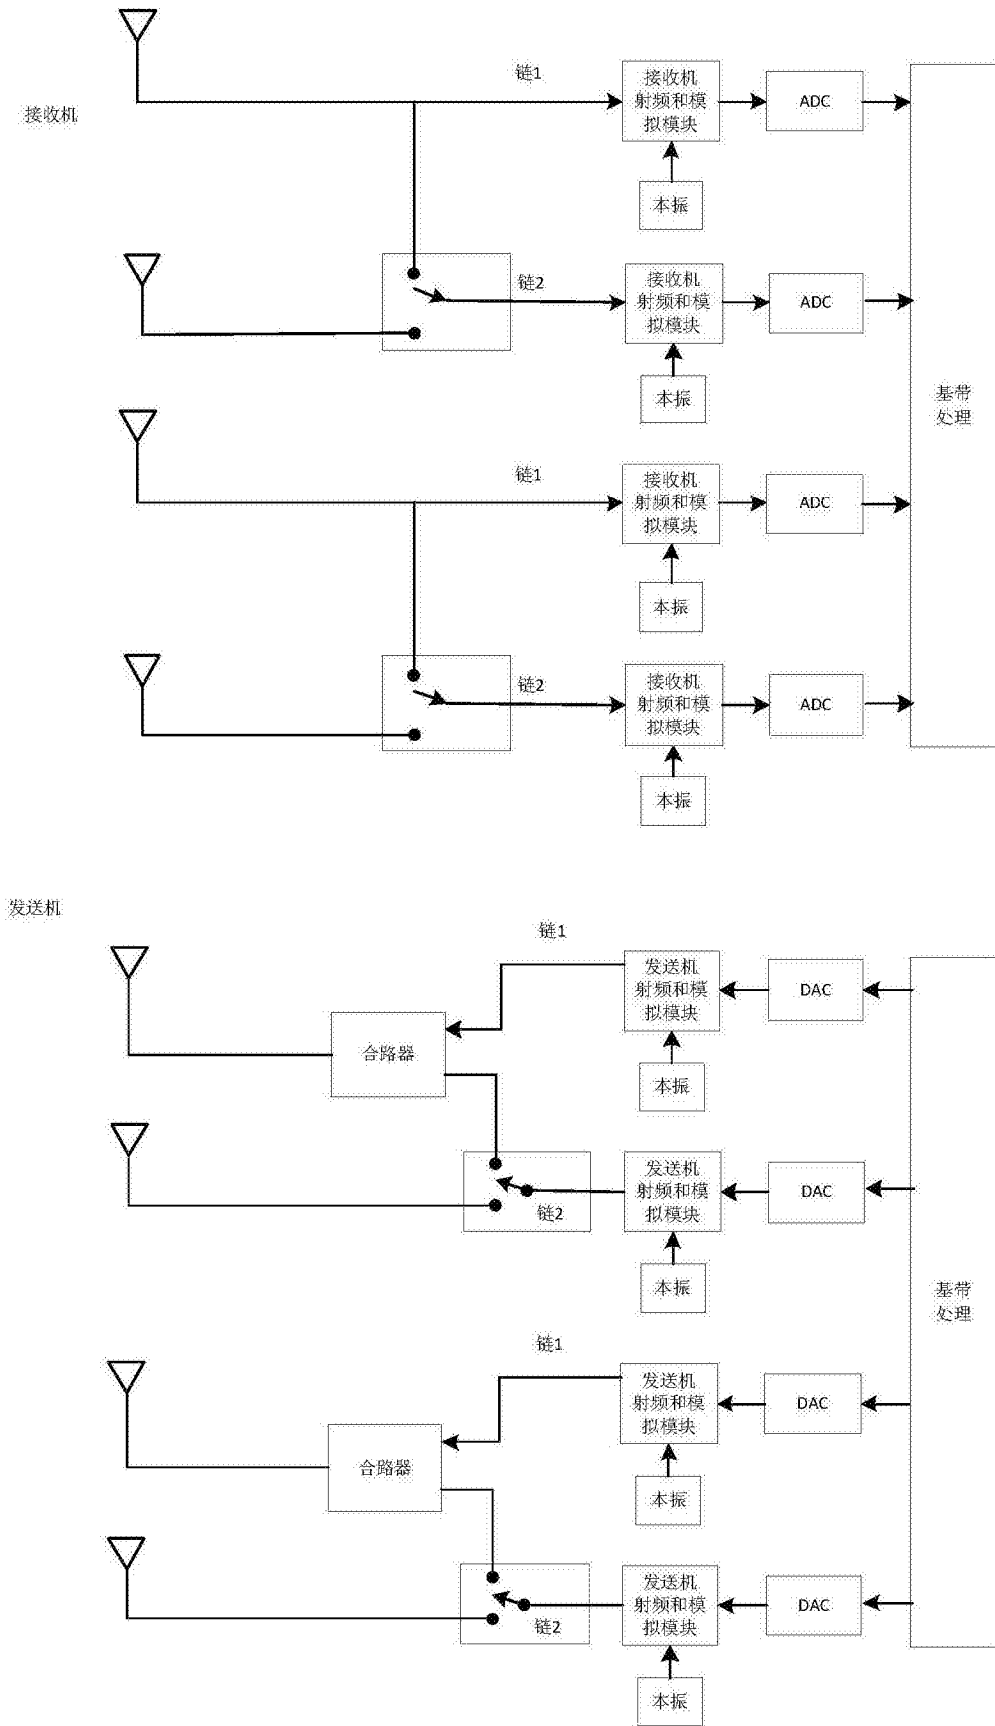 接收机
链1
接收机
射频和模
拟模块
ADC
本振
链2
接收机
射频和模
拟模块
ADC
本振
基带
处理
链1
接收机
射频和模
拟模块
ADC
本振
链2
接收机
射频和模
拟模块
ADC
本振
发送机
链1
发送机
射频和模
拟模块
DAC
合路器
本振
发送机
射频和模
拟模块
DAC
链2
本振
基带
处理
链1
发送机
射频和模
拟模块
DAC
合路器
本振
发送机
射频和模
拟模块
DAC
链2
本振